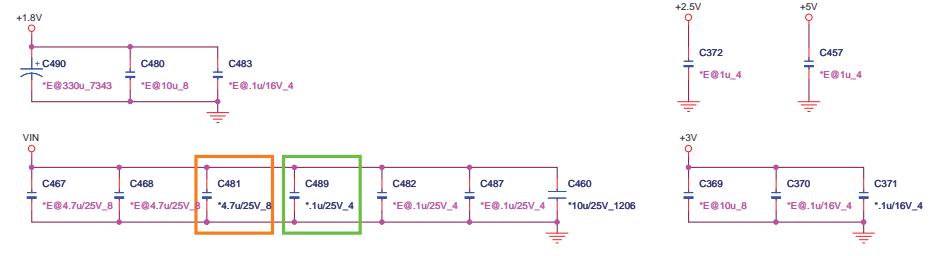 +1.8V
+2.5V
+5V
+
C490
C480
C483
C372
C457
*E@330u_7343
*E@10u_8
*E@.1u/16V_4
*E@1u_4
*E@1u_4
VIN
+3V
C467
C468
C481
C489
C482
C487
C460
C369
C370
C371
*E@4.7u/25V_8
*E@4.7u/25V_8
*4.7u/25V_8
*.1u/25V_4
*E@.1u/25V_4
*E@.1u/25V_4
*10u/25V_1206
*E@10u_8
*E@.1u/16V_4
*.1u/16V_4